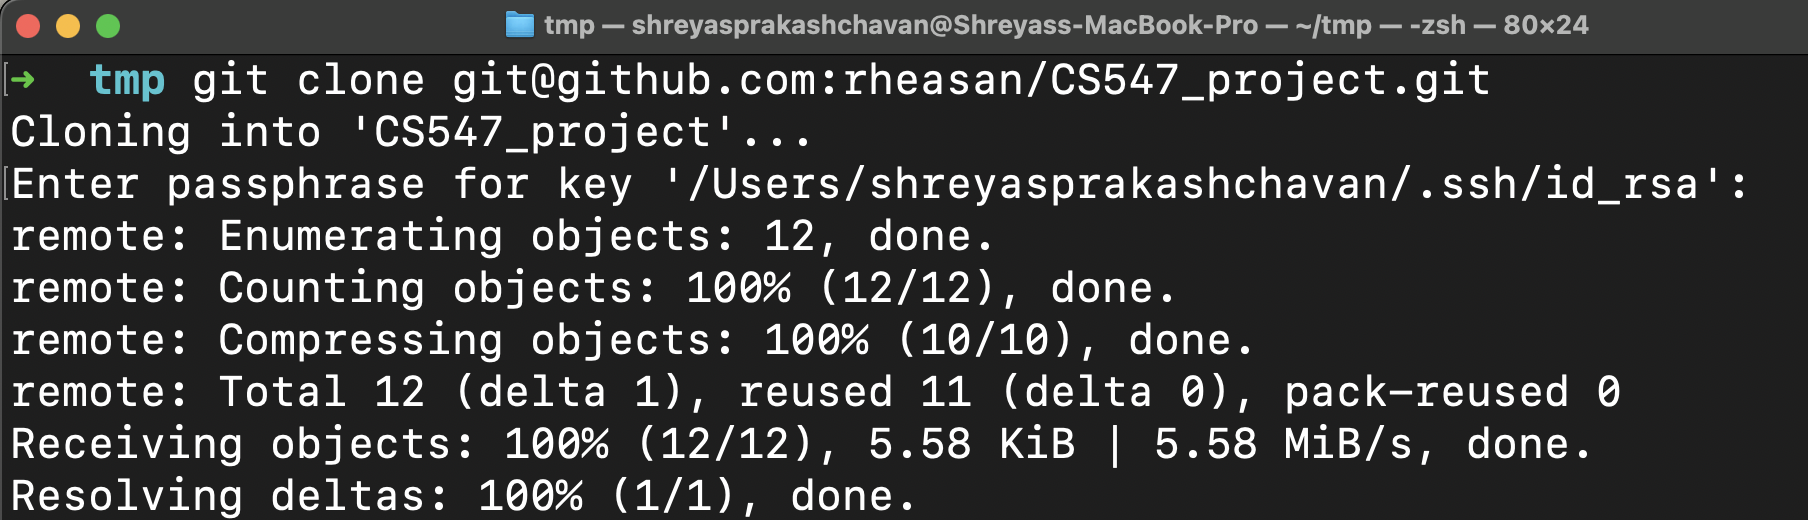 tmp — shreyasprakashchavan@Shreyass-MacBook-Pro — ~/tmp — -zsh — 80×24
➜ tmp git clone git@github.com:rheasan/CS547_project.git
Cloning into 'CS547_project'...
Enter passphrase for key '/Users/shreyasprakashchavan/.ssh/id_rsa':
remote: Enumerating objects: 12, done.
remote: Counting objects: 100% (12/12), done.
remote: Compressing objects: 100% (10/10), done.
remote: Total 12 (delta 1), reused 11 (delta 0), pack-reused 0
Receiving objects: 100% (12/12), 5.58 KiB | 5.58 MiB/s, done.
Resolving deltas: 100% (1/1), done.